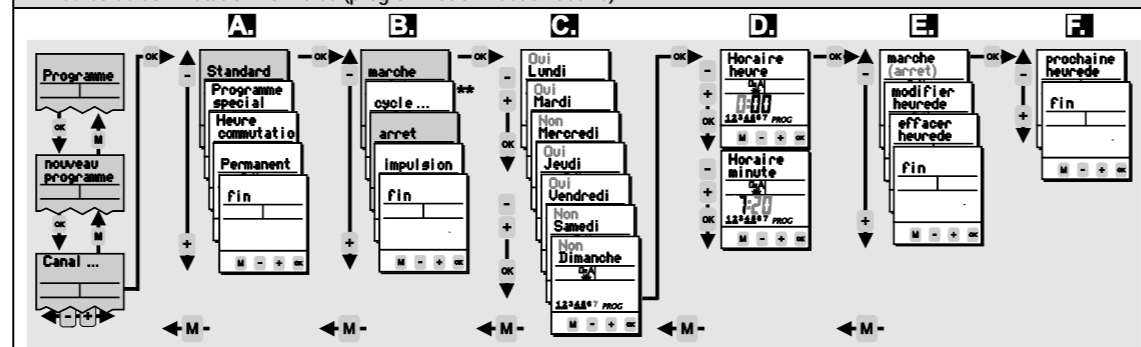 A.
B.
C.
D.
E.
F.
Programme
OK
M
nouveau
programme
OK
M
Canal ...
- +
OK
-
+
Standard
Programme
special
Heure
commutatio
Permanent
fin
M - + OK
OK
-
+
marche
cycle ...
**
arret
impulsion
fin
M - + OK
OK
-
+
OK
-
+
OK
Oui
Lundi
Oui
Mardi
Non
Mercredi
Oui
Jeudi
Oui
Vendredi
Non
Samedi
Non
Dimanche
1234567 PROG
M - + OK
OK
-
+
OK
Horaire
heure
0:00
1234567 PROG
M - + OK
-
+
OK
Horaire
minute
7:20
1234567 PROG
M - + OK
OK
-
+
marche
(arret)
modifier
heurede
effacer
heurede
fin
M - + OK
OK
-
+
prochaine
heurede
fin
M - + OK
M -
M -
M -
M -
M -